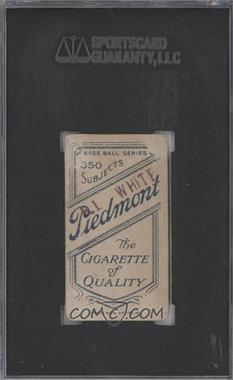 SPORTSCARD
GUARANTY, LLC
BASE BALL SERIES
350
SUBJECTS
I WHITE
Piedmont
The
CIGARETTE
of
QUALITY
COMC.COM